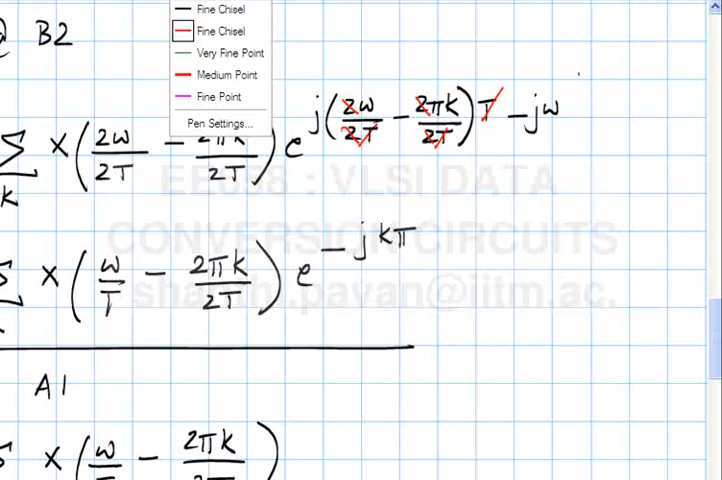 @ B2
Fine Chisel
Fine Chisel
Very Fine Point
Medium Point
Fine Point
Pen Settings...
∑ X(2ω/2T − 2πk/2T) e^{j(2ω/2T − 2πk/2T)T − jω}
K
EE658 : VLSI DATA
CONVERSION CIRCUITS
∑ X(ω/T − 2πk/2T) e^{−jkπ}
A1
X(ω/T − 2πk/2T)